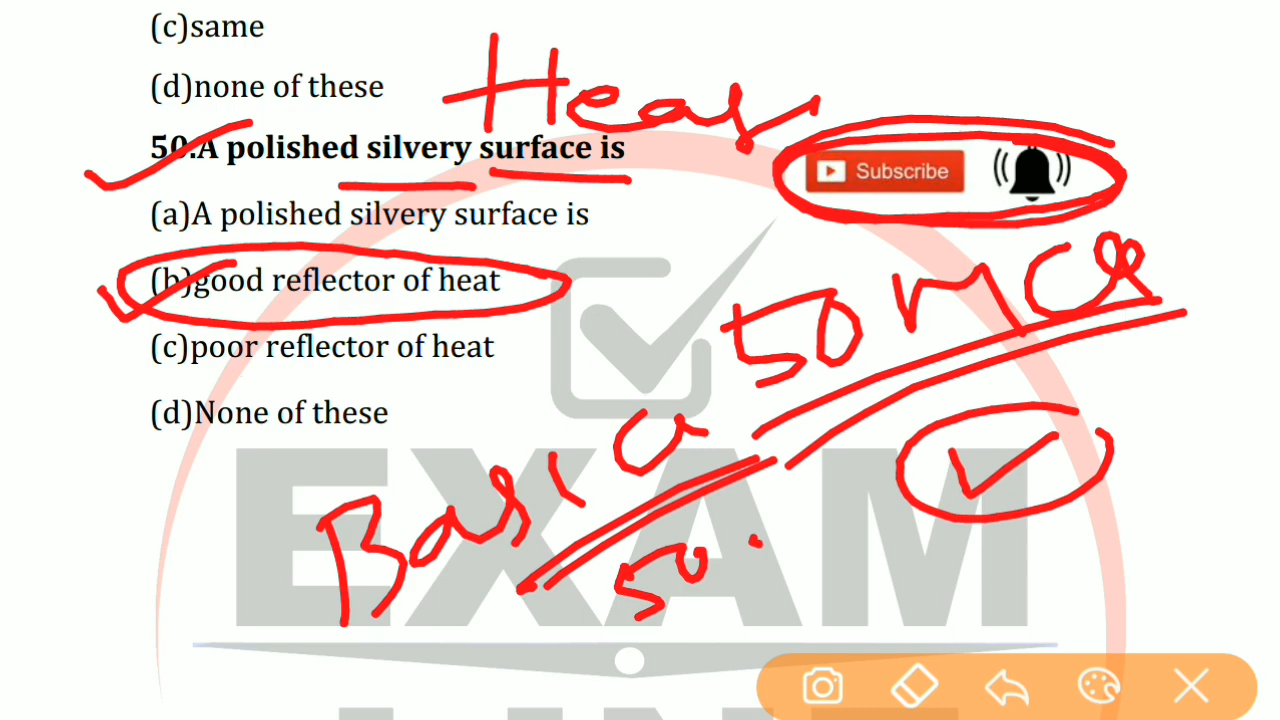 (c)same
(d)none of these
Heat
50.A polished silvery surface is
Subscribe
(a)A polished silvery surface is
(b)good reflector of heat
50 MCQ
(c)poor reflector of heat
(d)None of these
Basic
50
EXAM